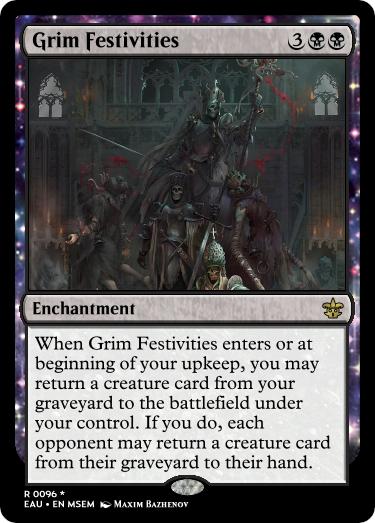 Grim Festivities 3
Enchantment
When Grim Festivities enters or at
beginning of your upkeep, you may
return a creature card from your
graveyard to the battlefield under
your control. If you do, each
opponent may return a creature card
from their graveyard to their hand.
R 0096 *
EAU • EN MSEM Maxim Bazhenov